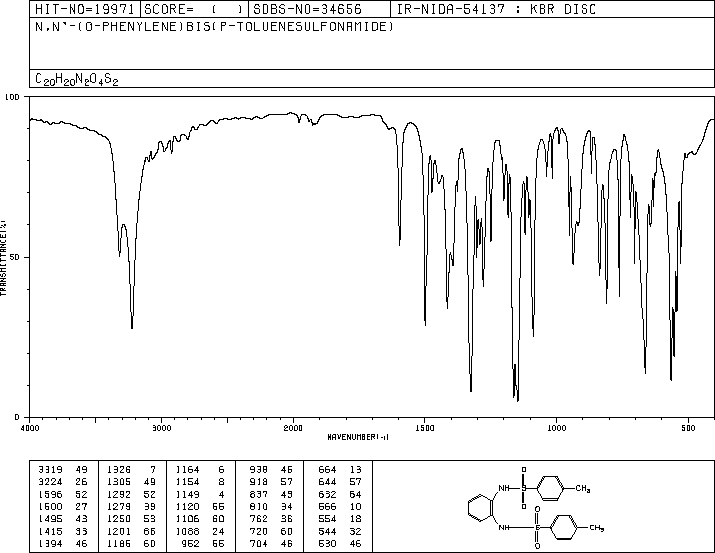 HIT-NO=19971 SCORE= ( ) SDBS-NO=34656 IR-NIDA-54137 : KBR DISC
N,N'-(O-PHENYLENE)BIS(P-TOLUENESULFONAMIDE)
C20H20N2O4S2
100
50
0
TRANSMITTANCE(%)
4000 3000 2000 1500 1000 500
WAVENUMBER(-1)
3319 49 1326 7 1164 6 938 46 664 13
3224 26 1305 49 1154 8 918 57 644 57
1596 52 1292 52 1149 4 837 43 632 64
1500 27 1279 39 1120 55 810 34 566 10
1495 43 1250 53 1106 60 762 36 554 18
1415 33 1201 66 1088 24 720 60 544 32
1394 46 1186 60 952 66 704 46 530 46
O
NH S CH3
O
O
NH S CH3
O